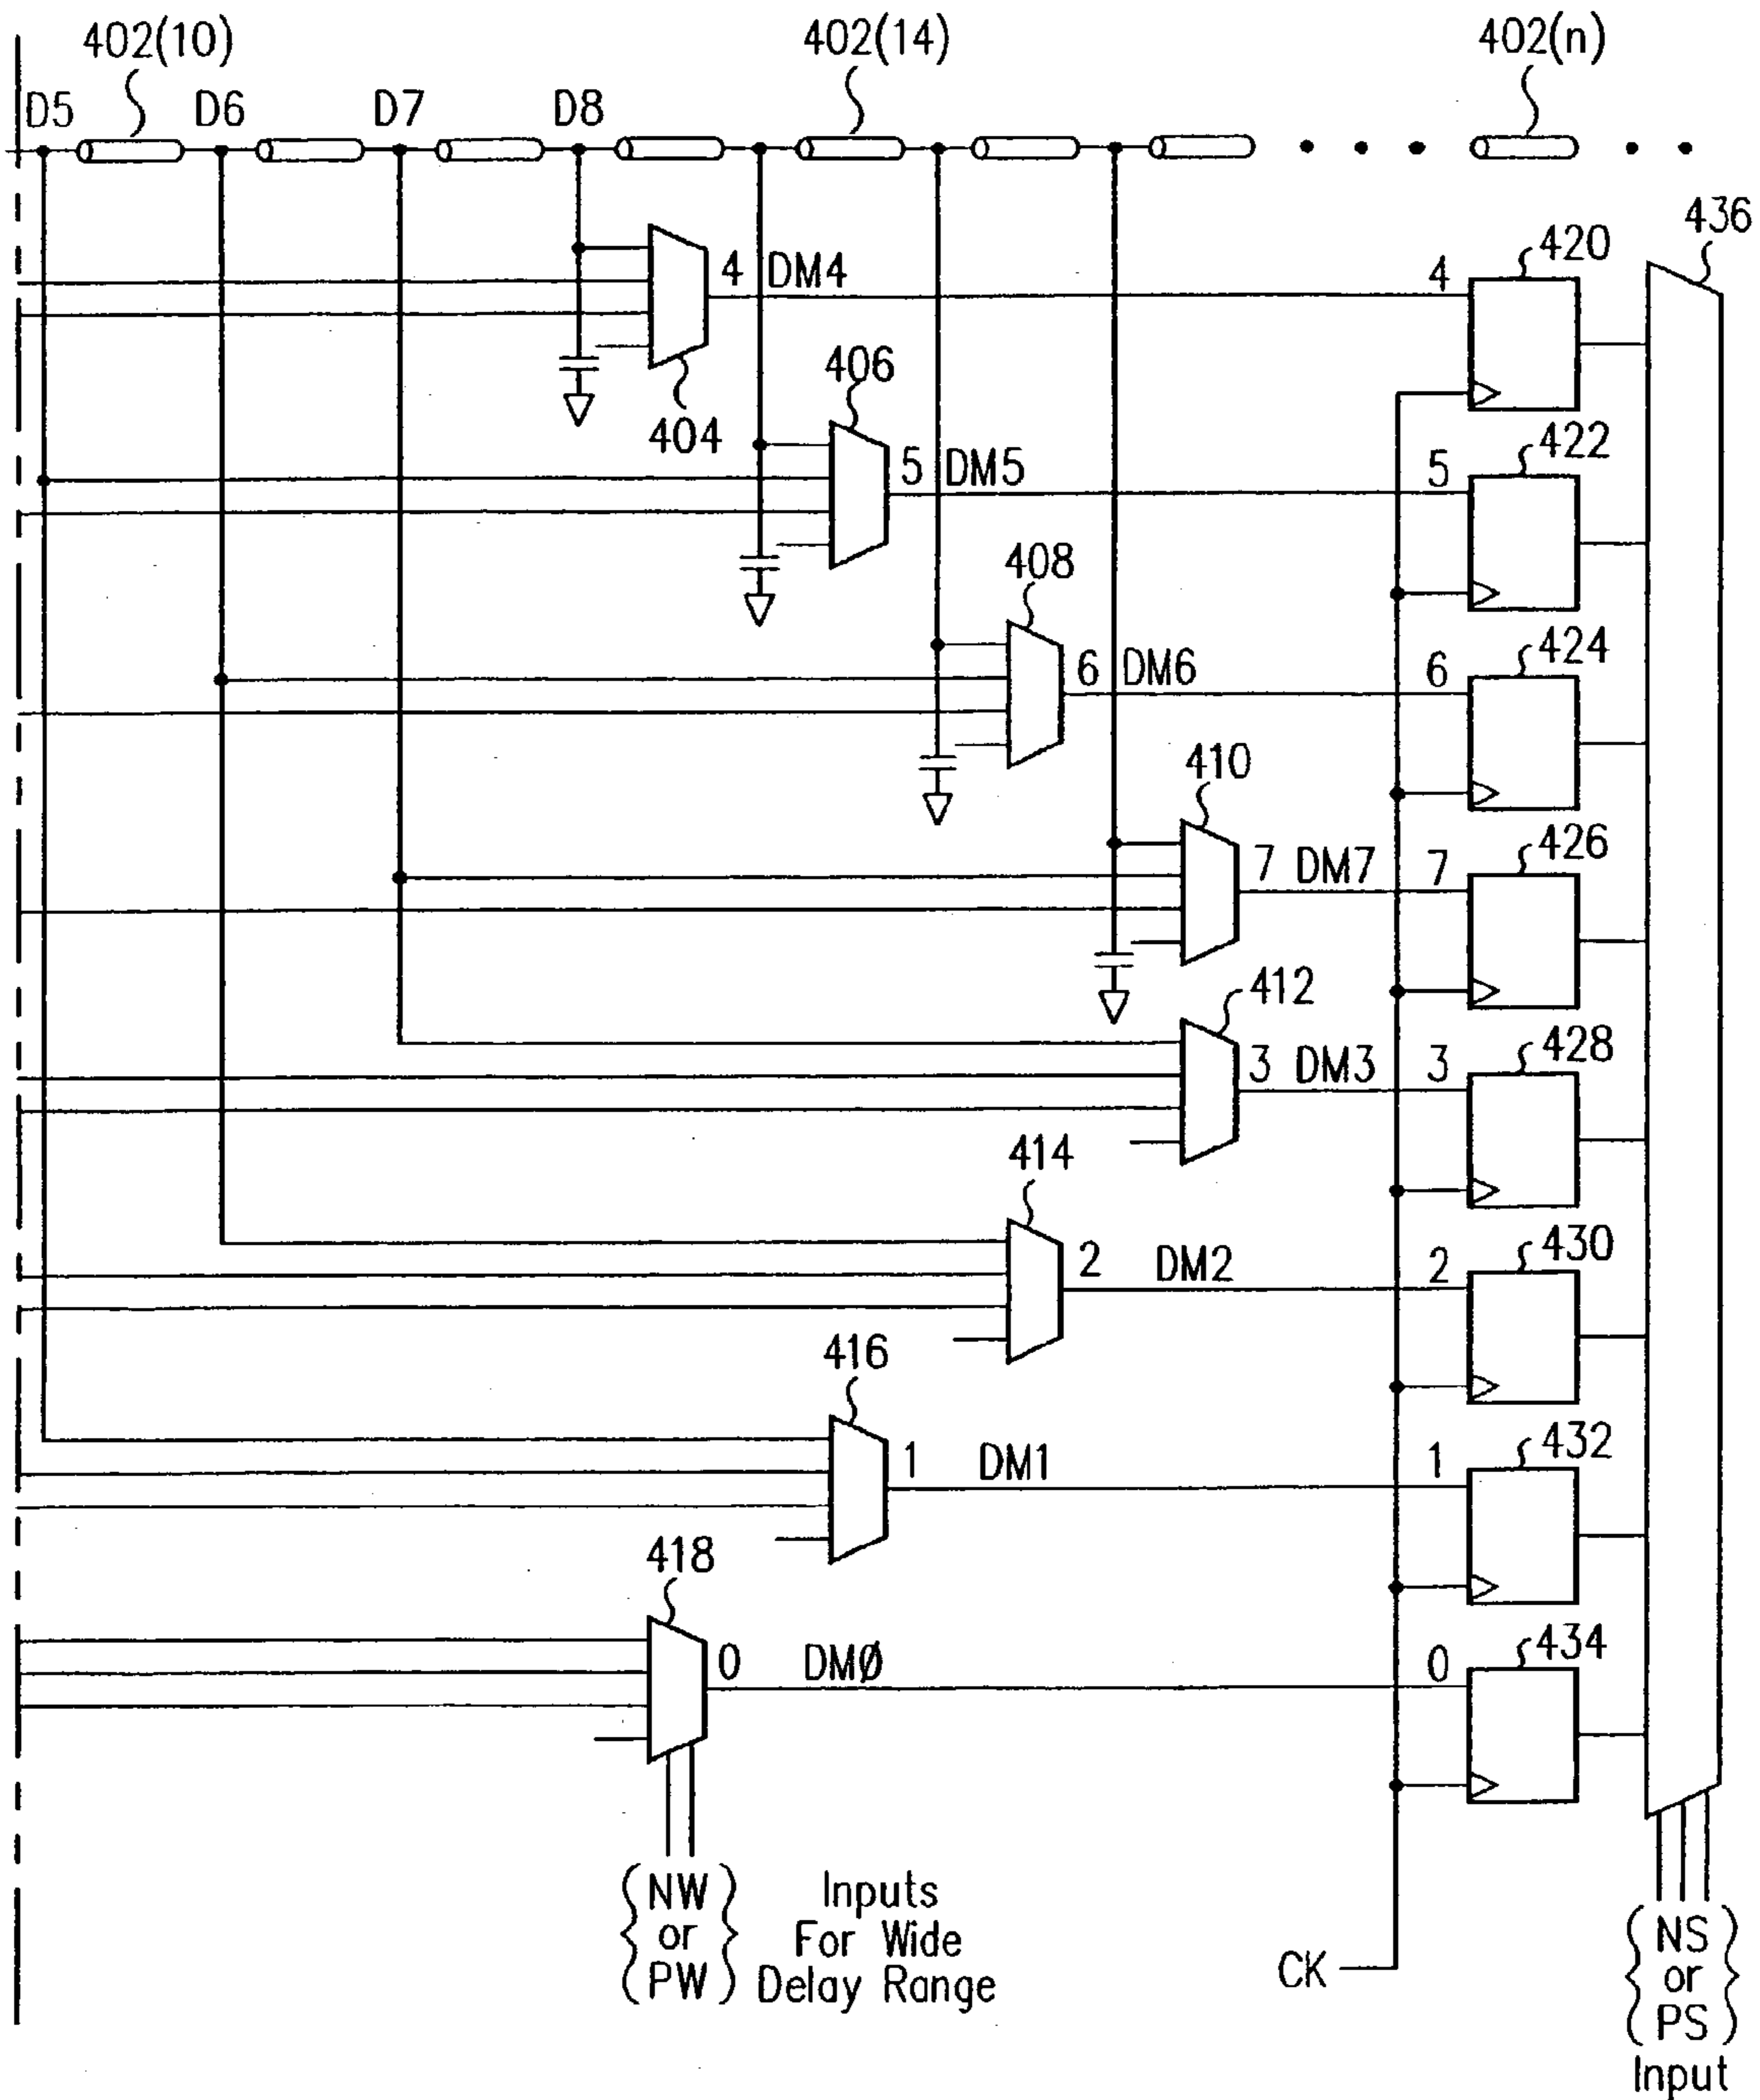 402(10) 402(14) 402(n)
D5 D6 D7 D8
436
420
4 DM4 4
404
406
422
5 DM5 5
408
424
6 DM6 6
410
426
7 DM7 7
412
428
3 DM3 3
414
430
2 DM2 2
416
432
1 DM1 1
418
434
0 DMØ 0
NW
or
PW
Inputs
For Wide
Delay Range
CK
NS
or
PS
Input